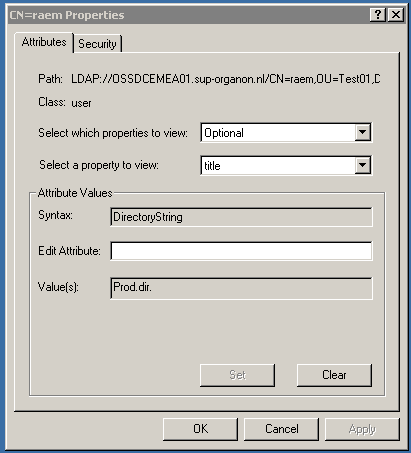 CN=raem Properties
Attributes
Security
Path: LDAP://OSSDCEMEA01.sup-organon.nl/CN=raem,OU=Test01,D
Class: user
Select which properties to view: Optional
Select a property to view: title
Attribute Values
Syntax: DirectoryString
Edit Attribute:
Value(s): Prod.dir.
Set Clear
OK Cancel Apply